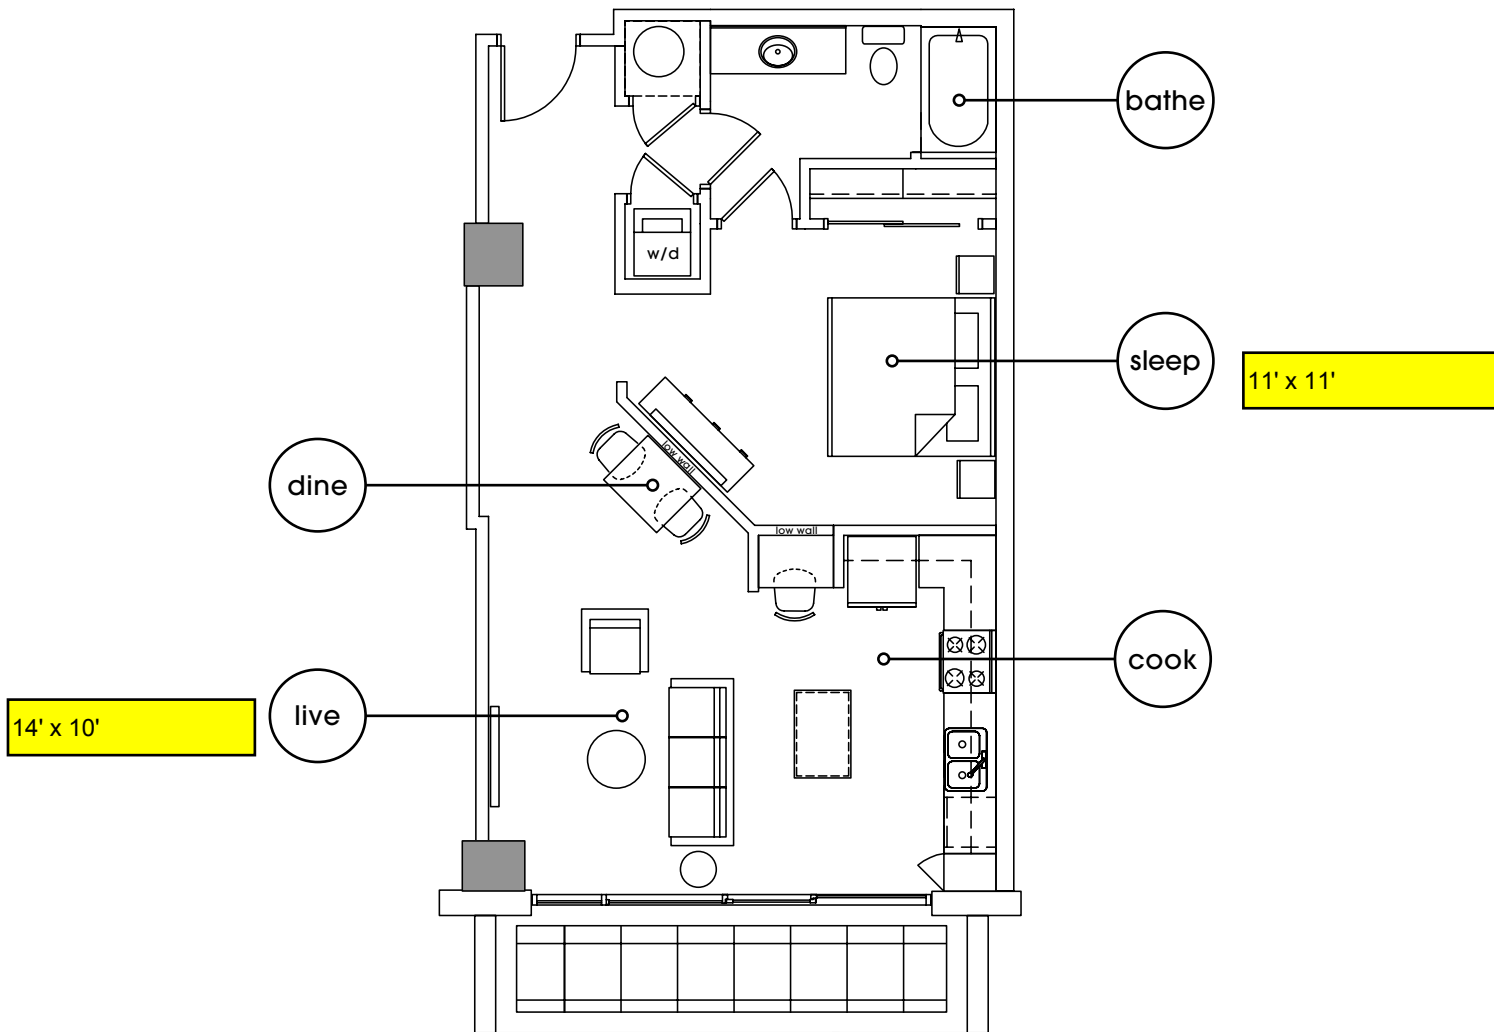 bathe
w/d
sleep
11' x 11'
low wall
dine
low wall
cook
live
14' x 10'